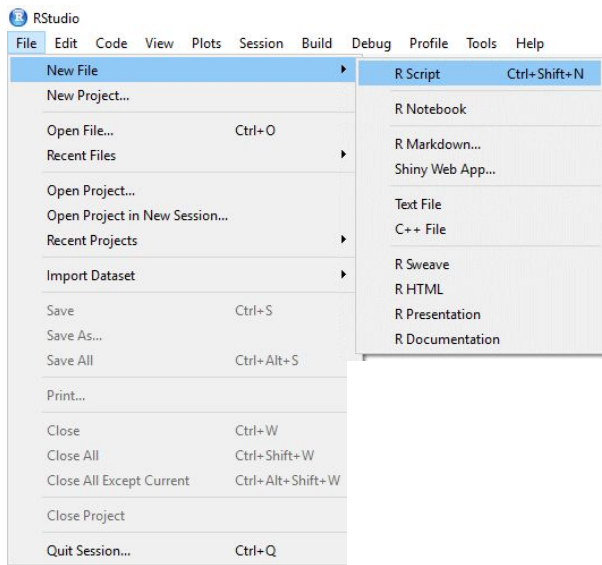 RStudio
File Edit Code View Plots Session Build Debug Profile Tools Help
New File
New Project...
Open File... Ctrl+O
Recent Files
Open Project...
Open Project in New Session...
Recent Projects
Import Dataset
Save Ctrl+S
Save As...
Save All Ctrl+Alt+S
Print...
Close Ctrl+W
Close All Ctrl+Shift+W
Close All Except Current Ctrl+Alt+Shift+W
Close Project
Quit Session... Ctrl+Q
R Script Ctrl+Shift+N
R Notebook
R Markdown...
Shiny Web App...
Text File
C++ File
R Sweave
R HTML
R Presentation
R Documentation